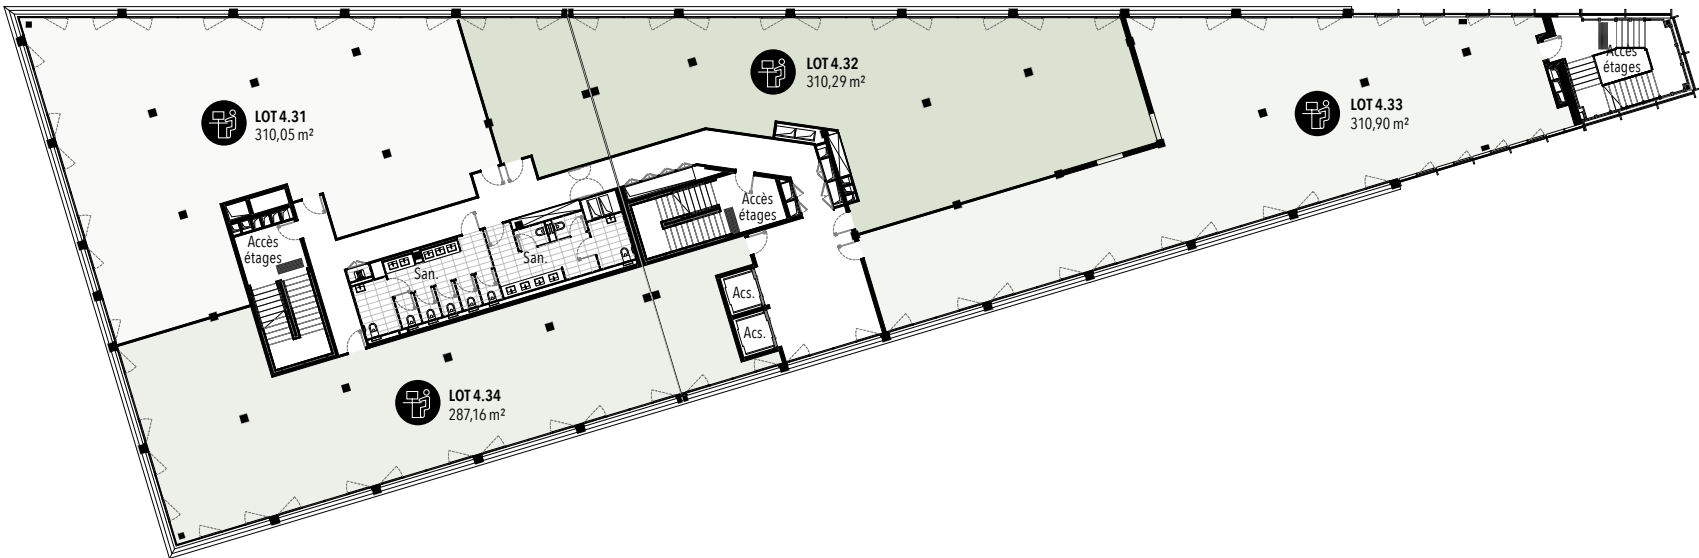 LOT 4.31
310,05 m²
LOT 4.32
310,29 m²
LOT 4.33
310,90 m²
Accès
étages
Accès
étages
Accès
étages
San.
San.
Acs.
Acs.
LOT 4.34
287,16 m²